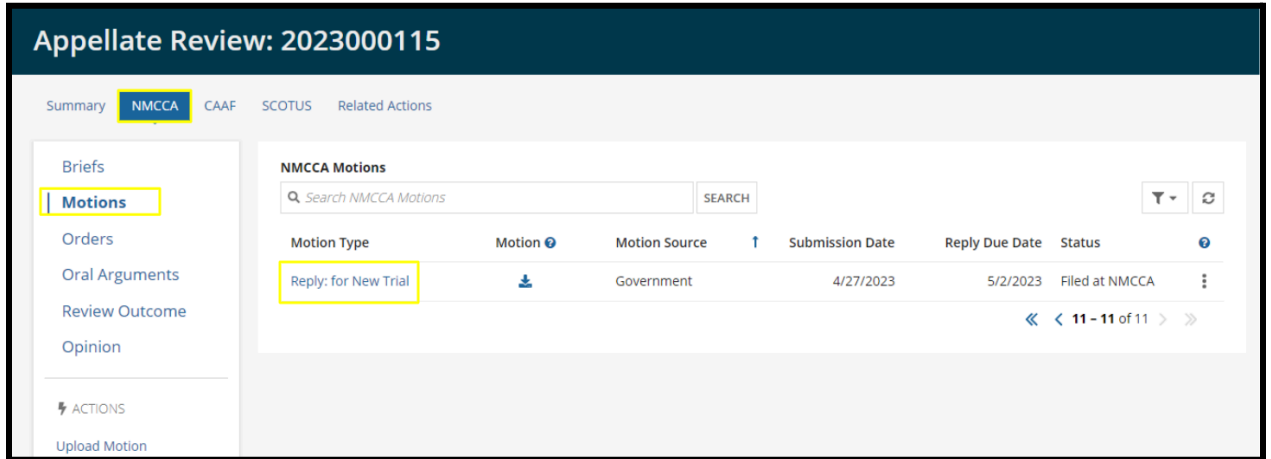 Appellate Review: 2023000115
Summary NMCCA CAAF SCOTUS Related Actions
Briefs
Motions
Orders
Oral Arguments
Review Outcome
Opinion
ACTIONS
Upload Motion
NMCCA Motions
Search NMCCA Motions SEARCH
Motion Type Motion Motion Source Submission Date Reply Due Date Status
Reply: for New Trial Government 4/27/2023 5/2/2023 Filed at NMCCA
11 – 11 of 11